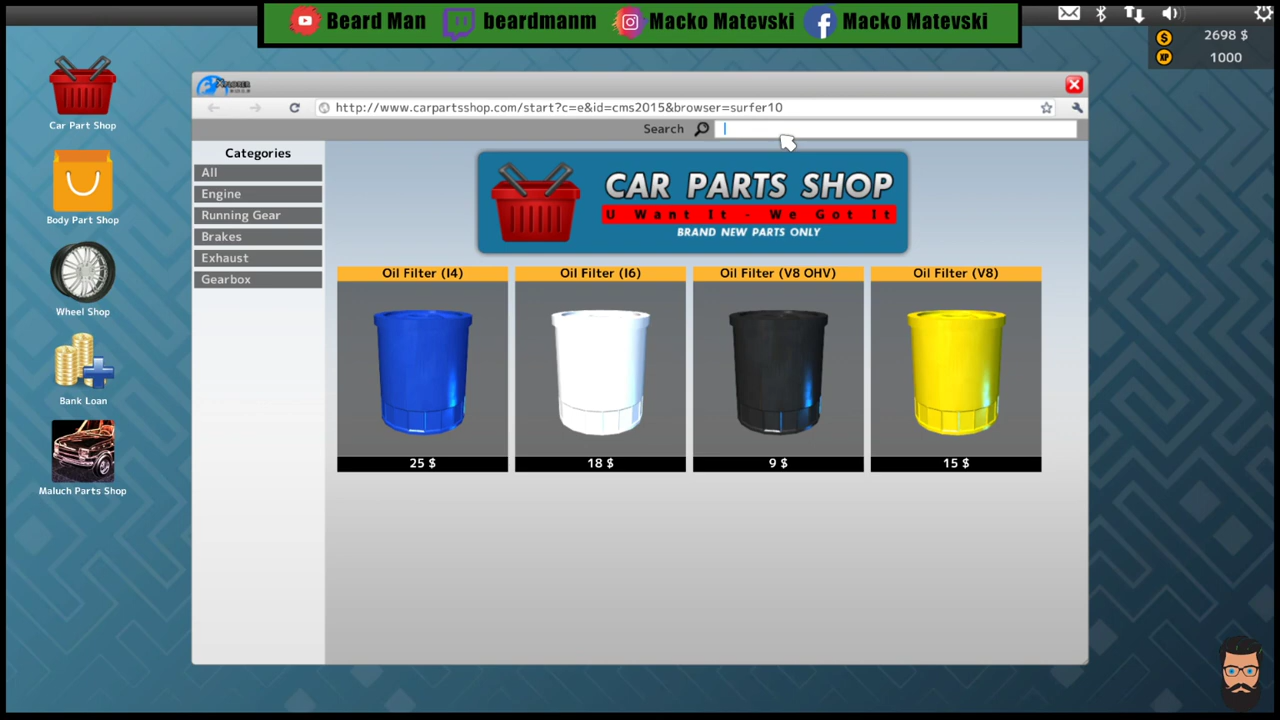 Beard Man beardmanm Macko Matevski Macko Matevski
2698 $
1000
Car Part Shop
Body Part Shop
Wheel Shop
Bank Loan
Maluch Parts Shop
http://www.carpartsshop.com/start?c=e&id=cms2015&browser=surfer10
Search
Categories
All
Engine
Running Gear
Brakes
Exhaust
Gearbox
CAR PARTS SHOP
U Want It - We Got It
BRAND NEW PARTS ONLY
Oil Filter (I4) Oil Filter (I6) Oil Filter (V8 OHV) Oil Filter (V8)
25 $ 18 $ 9 $ 15 $